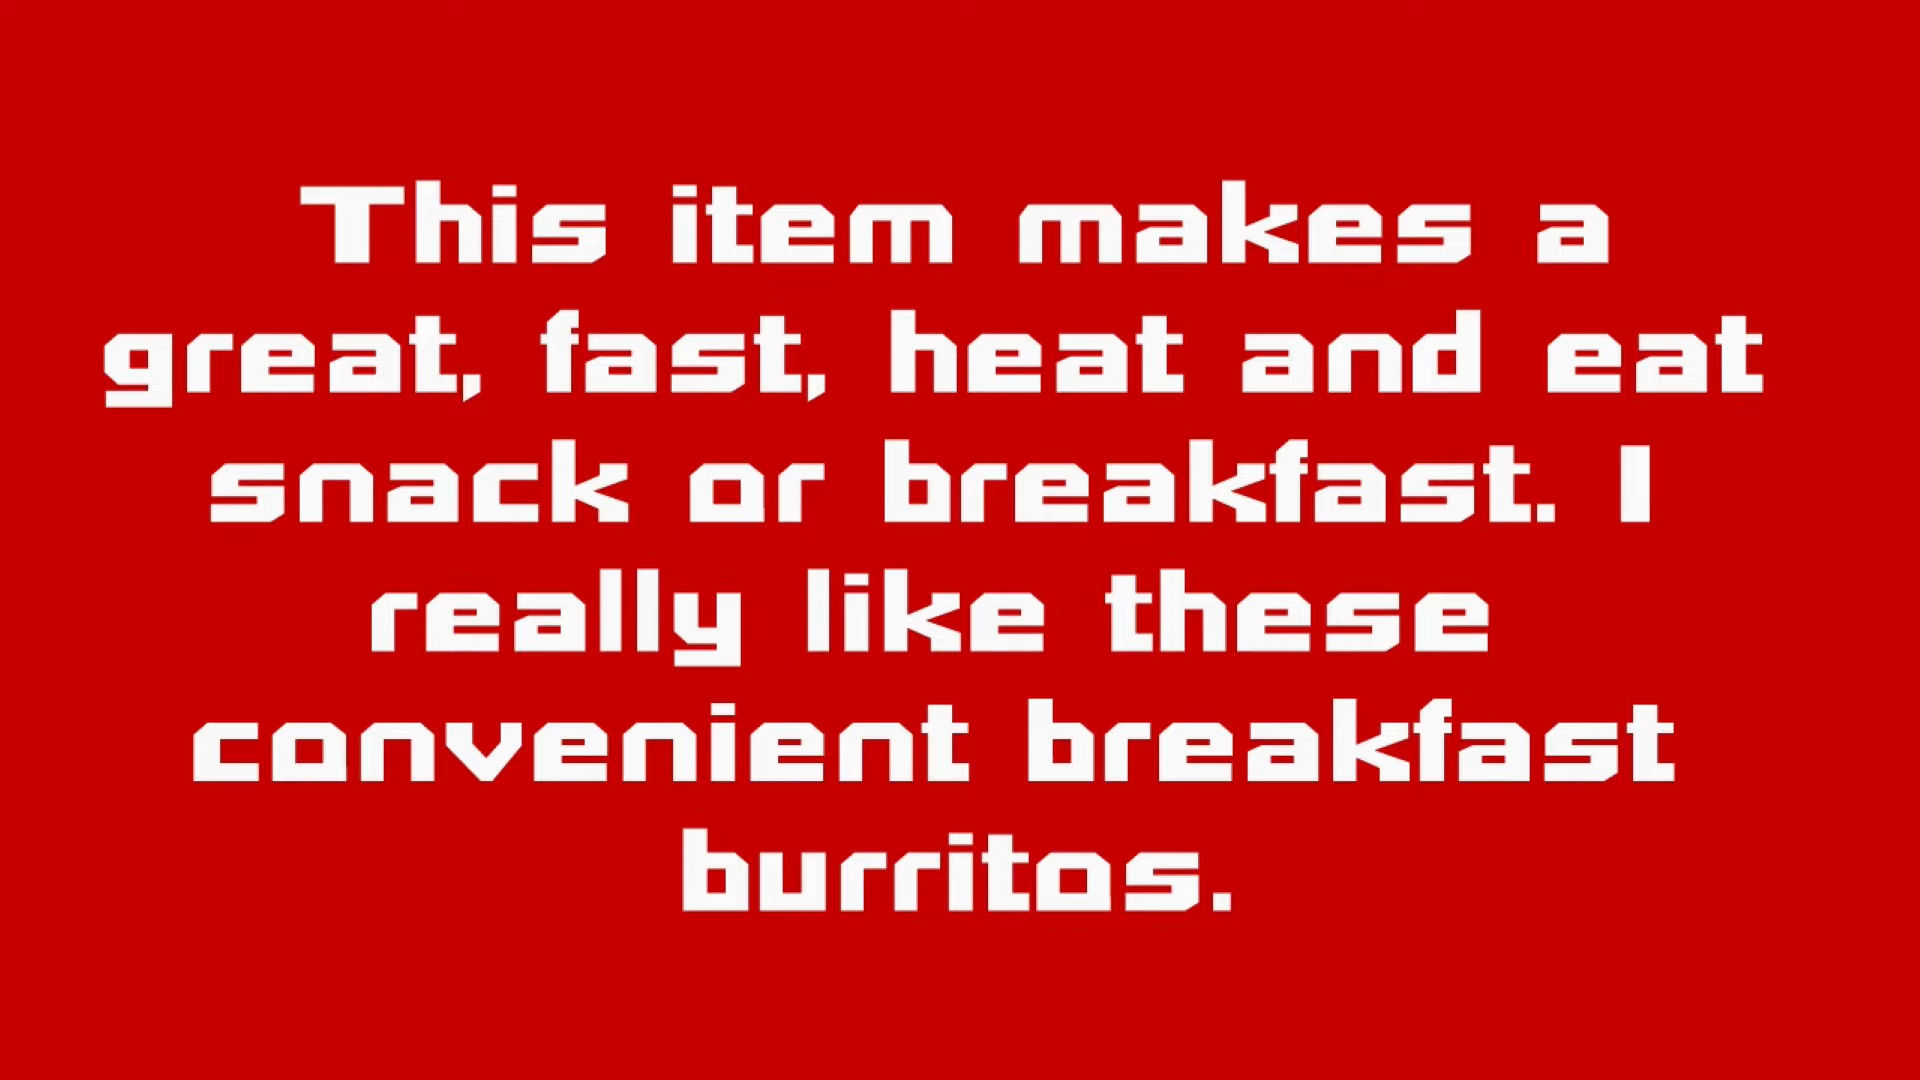 This item makes a
great, fast, heat and eat
snack or breakfast. I
really like these
convenient breakfast
burritos.